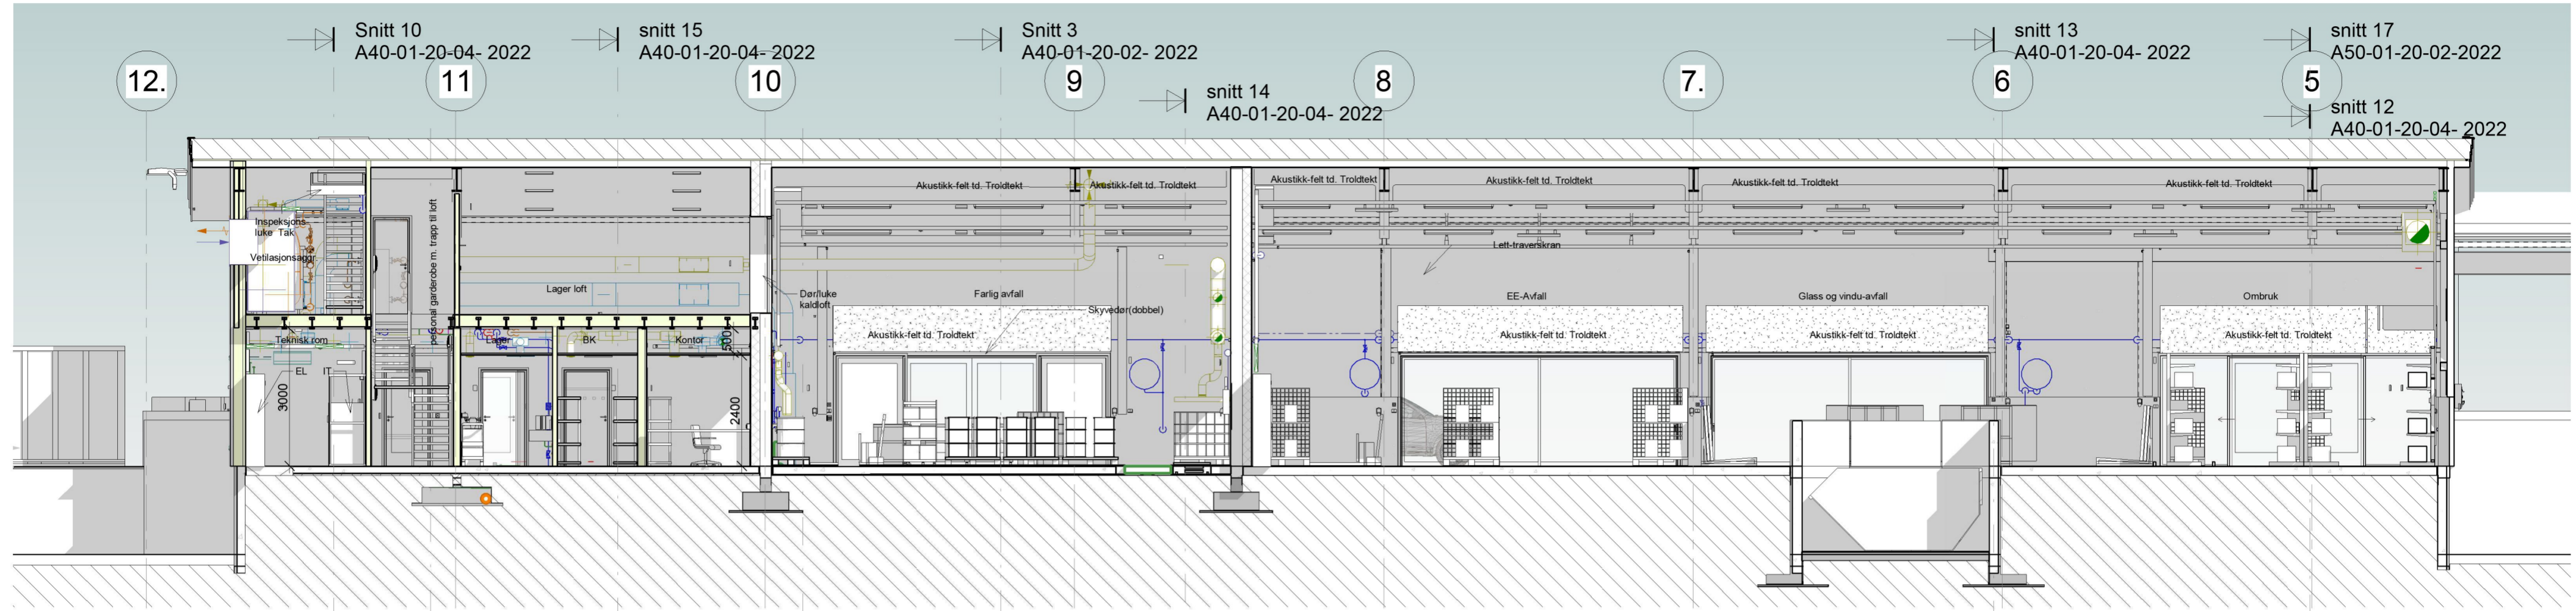 Snitt 10
A40-01-20-04- 2022
snitt 15
A40-01-20-04- 2022
Snitt 3
A40-01-20-02- 2022
snitt 13
A40-01-20-04- 2022
snitt 17
A50-01-20-02-2022
12.
11
10
9
8
7.
6
5
snitt 14
A40-01-20-04- 2022
snitt 12
A40-01-20-04- 2022
Akustikk-felt td. Troldtekt
Akustikk-felt td. Troldtekt
Akustikk-felt td. Troldtekt
Akustikk-felt td. Troldtekt
Akustikk-felt td. Troldtekt
Akustikk-felt td. Troldtekt
Inspeksjons
luke Tak
Vetilasjonsaggr.
personal garderobe m. trapp til loft
Lett-traverskran
Lager loft
Dør/luke
kaldloft
Farlig avfall
EE-Avfall
Glass og vindu-avfall
Ombruk
Skyvedør(dobbel)
Akustikk-felt td. Troldtekt
Akustikk-felt td. Troldtekt
Akustikk-felt td. Troldtekt
Akustikk-felt td. Troldtekt
Teknisk rom
Lager
BK
Kontor
500
EL
IT
3000
2400